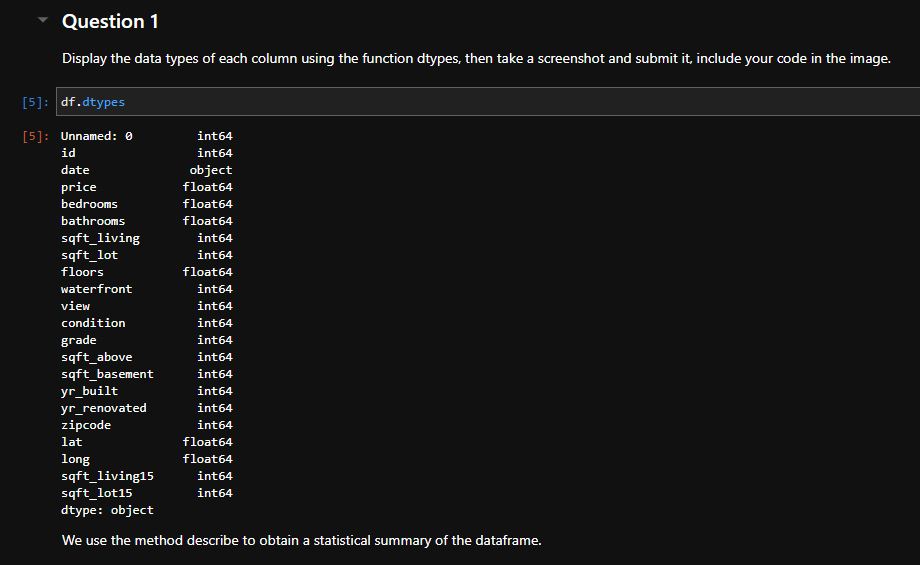 Question 1
Display the data types of each column using the function dtypes, then take a screenshot and submit it, include your code in the image.
[5]: df.dtypes
[5]: Unnamed: 0 int64
id int64
date object
price float64
bedrooms float64
bathrooms float64
sqft_living int64
sqft_lot int64
floors float64
waterfront int64
view int64
condition int64
grade int64
sqft_above int64
sqft_basement int64
yr_built int64
yr_renovated int64
zipcode int64
lat float64
long float64
sqft_living15 int64
sqft_lot15 int64
dtype: object
We use the method describe to obtain a statistical summary of the dataframe.